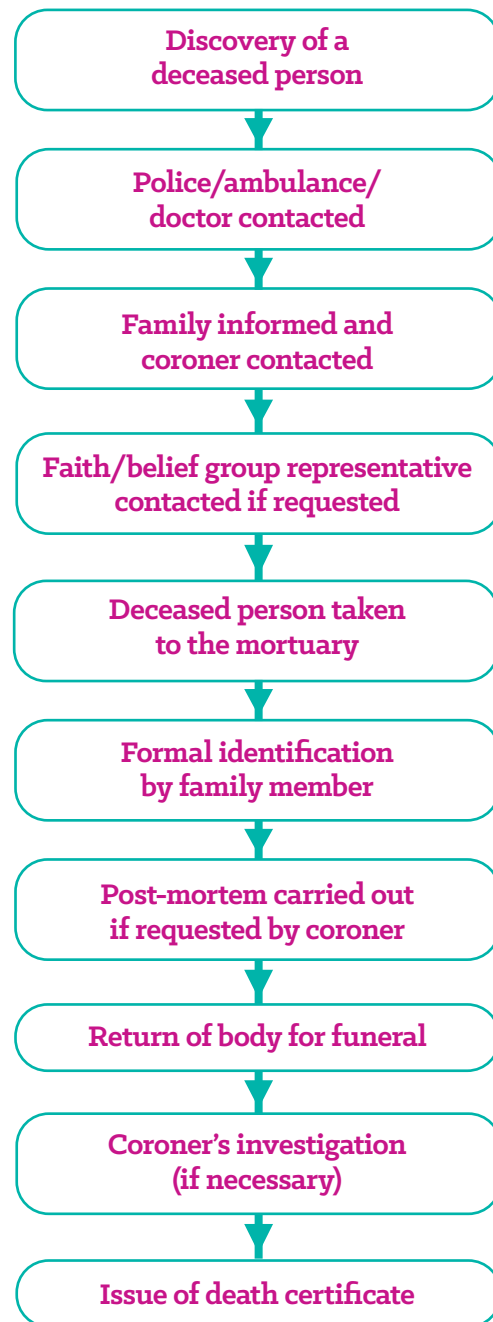 Discovery of a
deceased person
Police/ambulance/
doctor contacted
Family informed and
coroner contacted
Faith/belief group representative
contacted if requested
Deceased person taken
to the mortuary
Formal identification
by family member
Post-mortem carried out
if requested by coroner
Return of body for funeral
Coroner's investigation
(if necessary)
Issue of death certificate